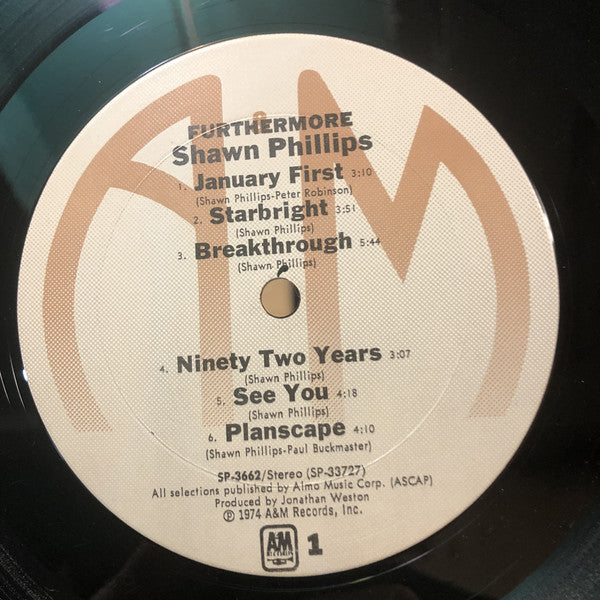 FURTHERMORE
Shawn Phillips
1. January First 3:10
(Shawn Phillips-Peter Robinson)
2. Starbright 3:51
(Shawn Phillips)
3. Breakthrough 5:44
(Shawn Phillips)
4. Ninety Two Years 3:07
(Shawn Phillips)
5. See You 4:18
(Shawn Phillips)
6. Planscape 4:10
(Shawn Phillips-Paul Buckmaster)
SP-3662/Stereo (SP-33727)
All selections published by Almo Music Corp. (ASCAP)
Produced by Jonathan Weston
℗ 1974 A&M Records, Inc.
A&M RECORDS 1